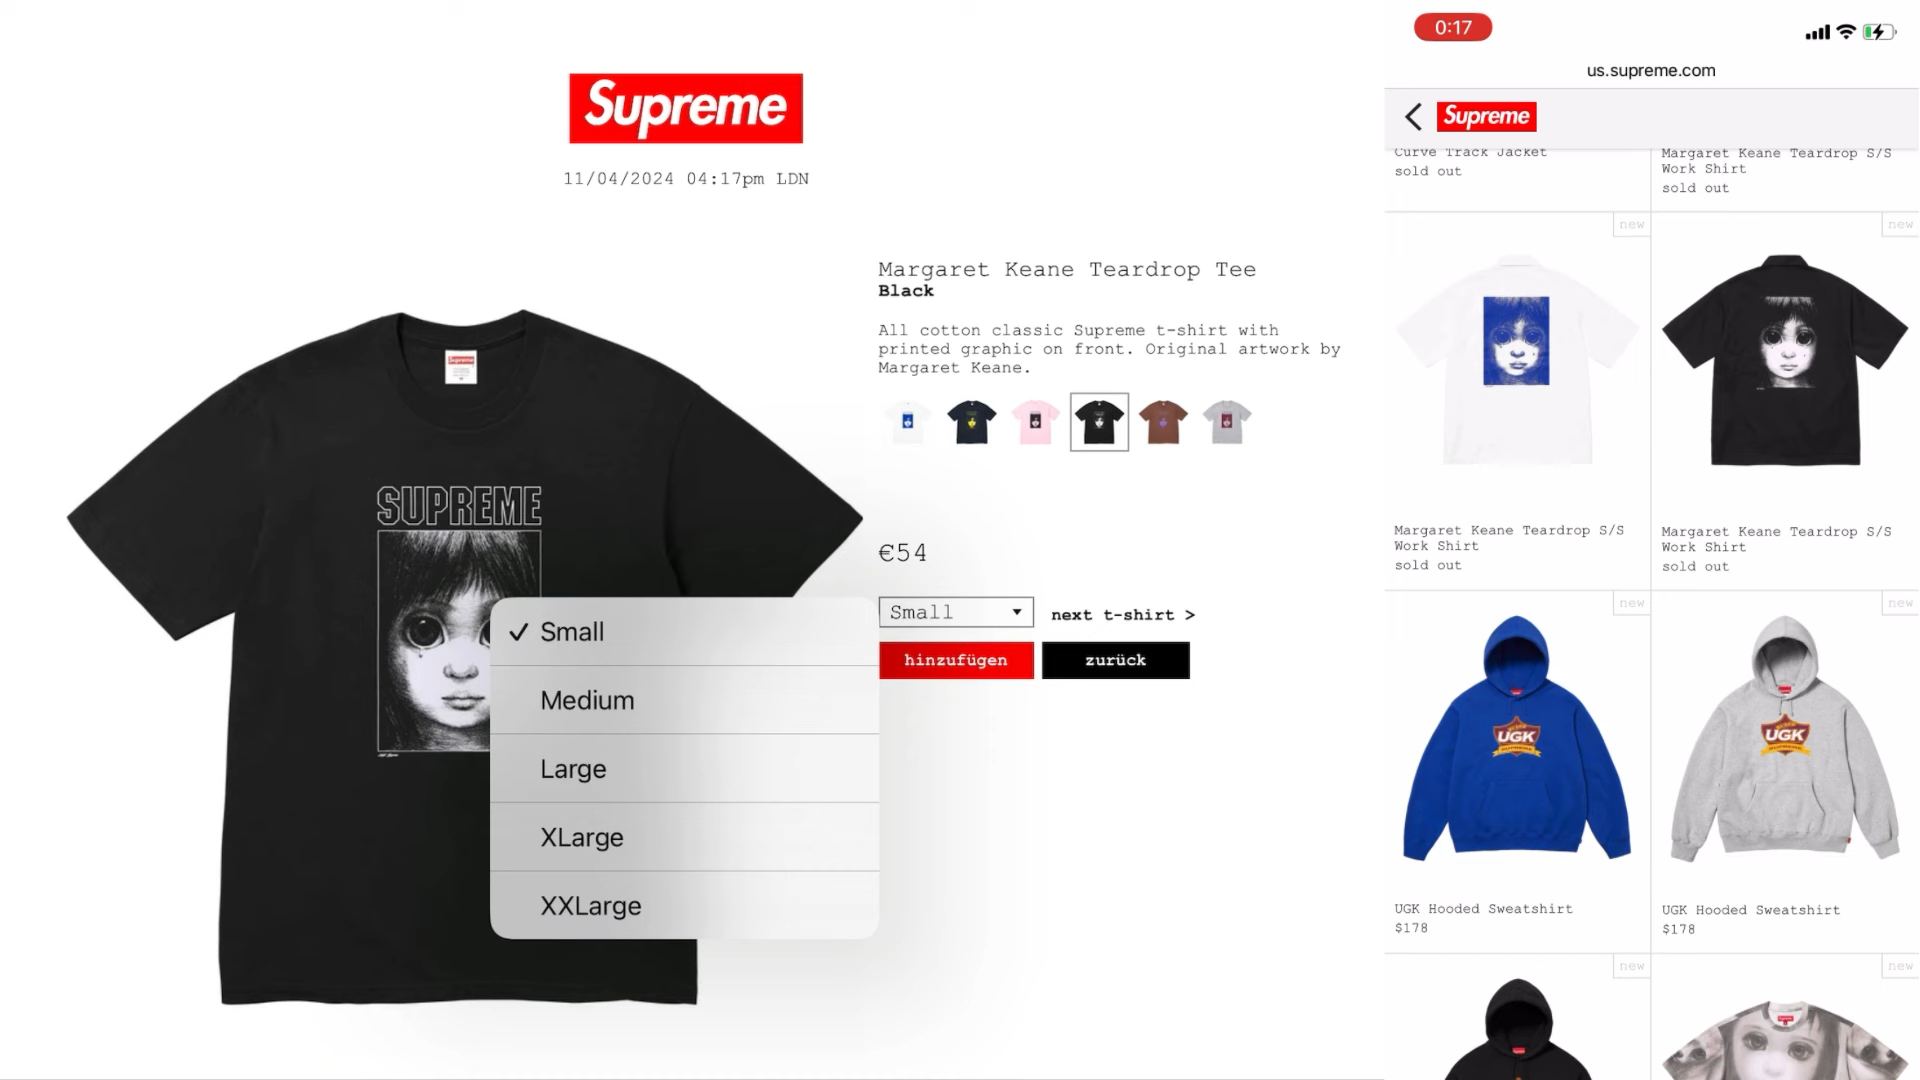 Supreme
11/04/2024 04:17pm LDN
Supreme
SUPREME
Margaret Keane Teardrop Tee
Black
All cotton classic Supreme t-shirt with
printed graphic on front. Original artwork by
Margaret Keane.
€54
Small
next t-shirt >
hinzufügen
zurück
✓ Small
Medium
Large
XLarge
XXLarge
0:17
us.supreme.com
Supreme
Curve Track Jacket
sold out
Margaret Keane Teardrop S/S
Work Shirt
sold out
new
new
Margaret Keane Teardrop S/S
Work Shirt
sold out
Margaret Keane Teardrop S/S
Work Shirt
sold out
new
new
UGK
UGK
UGK Hooded Sweatshirt
$178
UGK Hooded Sweatshirt
$178
new
new